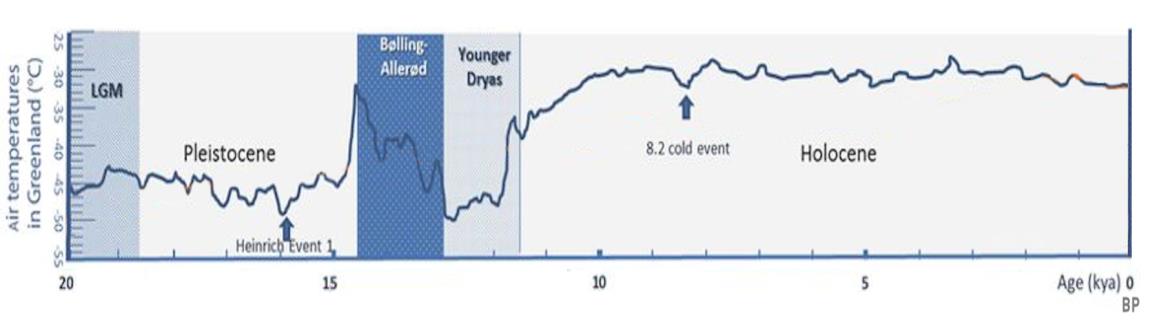 Air temperatures
in Greenland (°C)
25
-30
-35
-40
-45
-50
-55
LGM
Pleistocene
Heinrich Event 1
Bølling-
Allerød
Younger
Dryas
8.2 cold event
Holocene
20
15
10
5
Age (kya) 0
BP